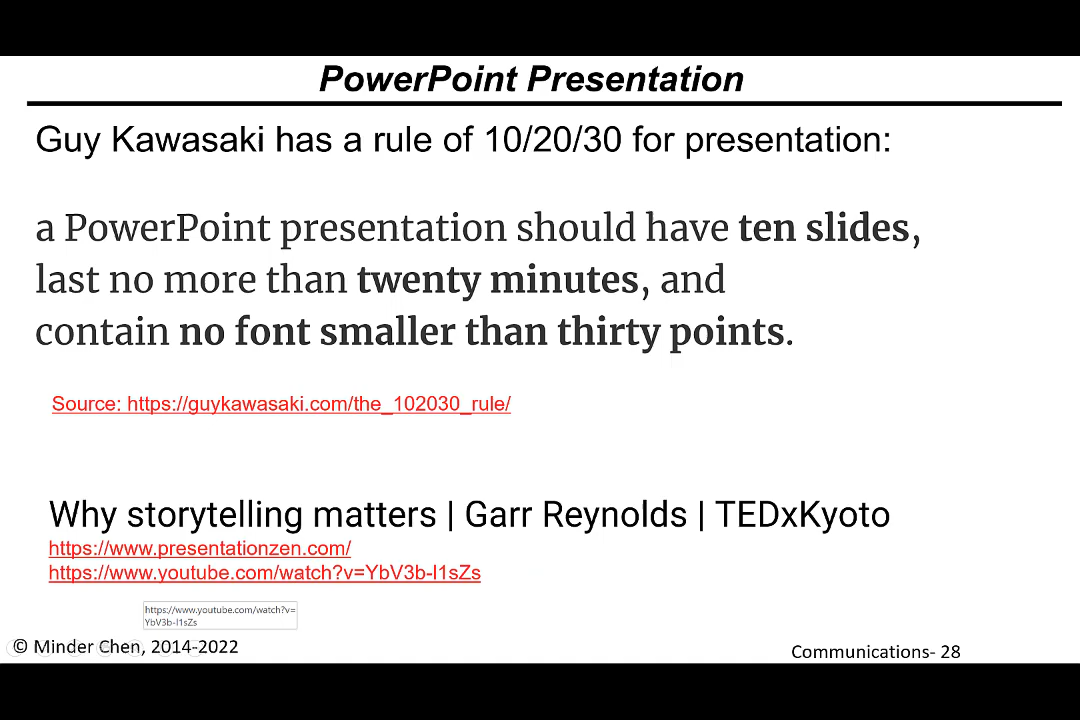 PowerPoint Presentation
Guy Kawasaki has a rule of 10/20/30 for presentation:
a PowerPoint presentation should have ten slides,
last no more than twenty minutes, and
contain no font smaller than thirty points.
Source: https://guykawasaki.com/the_102030_rule/
Why storytelling matters | Garr Reynolds | TEDxKyoto
https://www.presentationzen.com/
https://www.youtube.com/watch?v=YbV3b-l1sZs
https://www.youtube.com/watch?v=
YbV3b-l1sZs
© Minder Chen, 2014-2022
Communications- 28